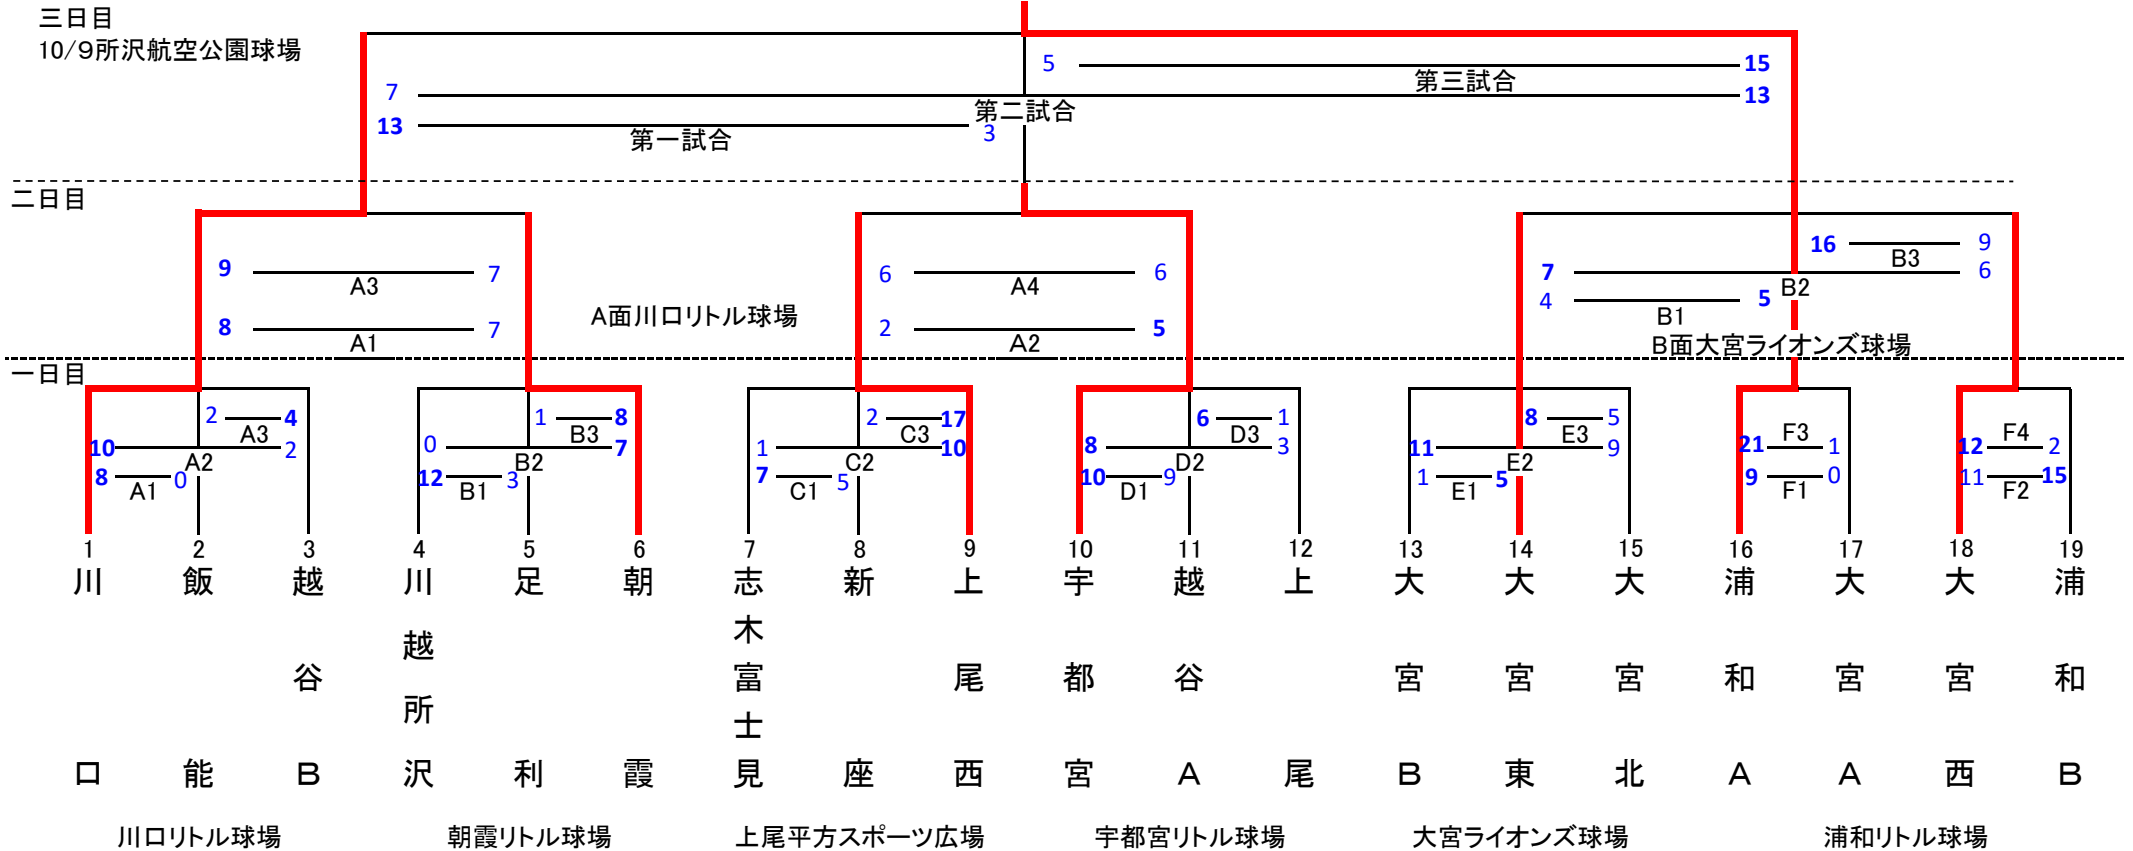 三日目
10/9所沢航空公園球場
5 15
第三試合
7 13
第二試合
13 3
第一試合
二日目
16 9
B3
9 7
A3
6 6
A4
7 6
B2
4 5
B1
A面川口リトル球場
8 7
A1
2 5
A2
B面大宮ライオンズ球場
一日目
2 4
A3
10 2
A2
8 0
A1
1 8
B3
0 7
B2
12 3
B1
2 17
C3
1 10
C2
7 5
C1
6 1
D3
8 3
D2
10 9
D1
8 5
E3
11 9
E2
1 5
E1
21 1
F3
9 0
F1
12 2
F4
11 15
F2
1 2 3 4 5 6 7 8 9 10 11 12 13 14 15 16 17 18 19
川口
飯能
越谷B
川越所沢
足利
朝霞
志木富士見
新座
上尾西
宇都宮
越谷A
上尾
大宮B
大宮東
大宮北
浦和A
大宮A
大宮西
浦和B
川口リトル球場 朝霞リトル球場 上尾平方スポーツ広場 宇都宮リトル球場 大宮ライオンズ球場 浦和リトル球場